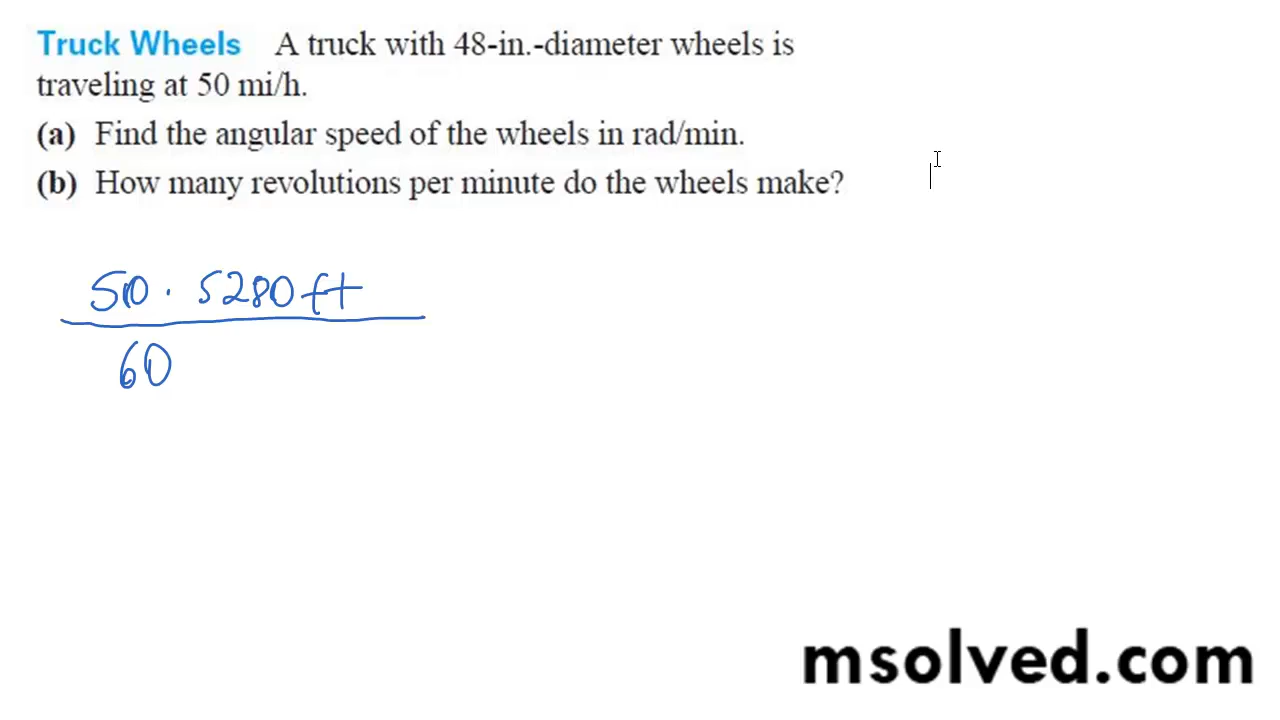 Truck Wheels A truck with 48-in.-diameter wheels is
traveling at 50 mi/h.
(a) Find the angular speed of the wheels in rad/min.
(b) How many revolutions per minute do the wheels make?
50 · 5280 ft
60
msolved.com